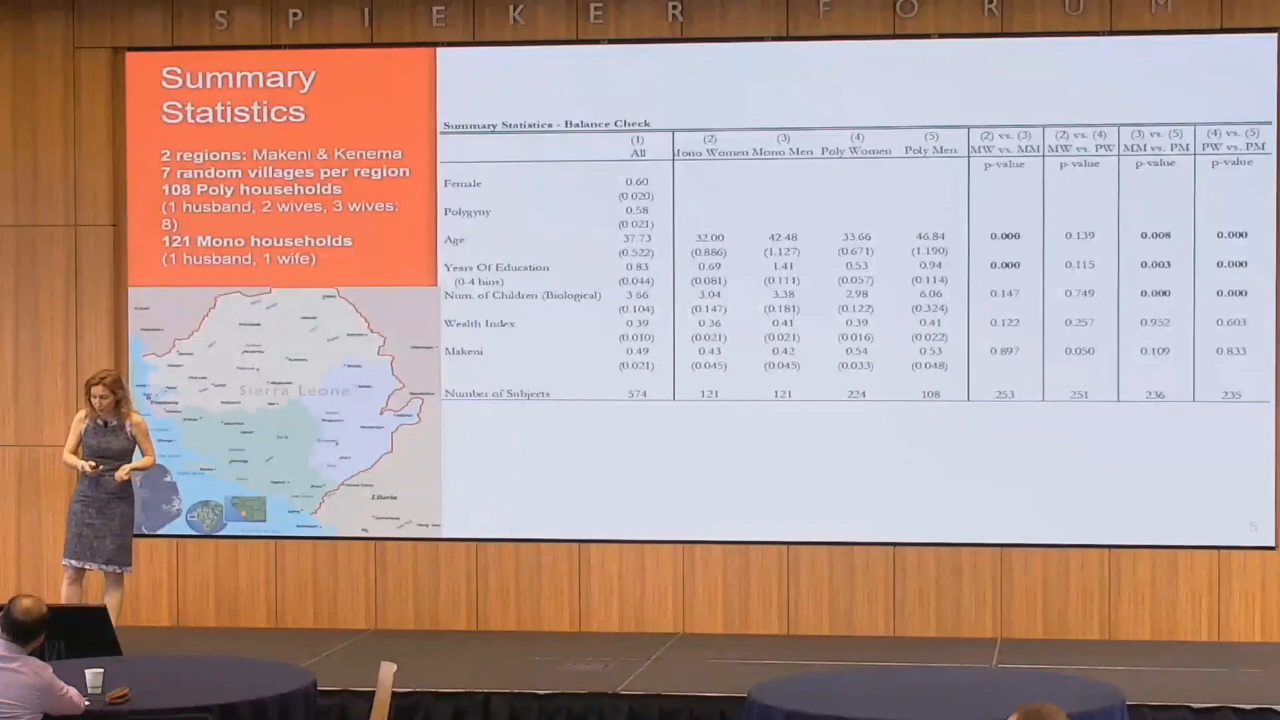 SPIEKER FORUM
Summary
Statistics
2 regions: Makeni & Kenema
7 random villages per region
108 Poly households
(1 husband, 2 wives, 3 wives:
8)
121 Mono households
(1 husband, 1 wife)
Summary Statistics - Balance Check
(1) (2) (3) (4) (5) (2) vs. (3) (2) vs. (4) (3) vs. (5) (4) vs. (5)
All Mono Women Mono Men Poly Women Poly Men MW vs. MM MW vs. PW MM vs. PM PW vs. PM
p-value p-value p-value p-value
Female 0.60
(0.020)
Polygyny 0.58
(0.021)
Age 37.73 32.00 42.48 33.66 46.84 0.000 0.139 0.008 0.000
(0.522) (0.886) (1.127) (0.671) (1.190)
Years Of Education 0.83 0.69 1.41 0.53 0.94 0.000 0.115 0.003 0.000
(0-4 bins) (0.044) (0.081) (0.111) (0.057) (0.114)
Num. of Children (Biological) 3.66 3.04 3.38 2.98 6.06 0.147 0.749 0.000 0.000
(0.104) (0.147) (0.181) (0.122) (0.324)
Wealth Index 0.39 0.36 0.41 0.39 0.41 0.122 0.257 0.952 0.603
(0.010) (0.021) (0.021) (0.016) (0.022)
Makeni 0.49 0.43 0.42 0.54 0.53 0.897 0.050 0.109 0.833
(0.021) (0.045) (0.045) (0.033) (0.048)
Number of Subjects 574 121 121 224 108 253 251 236 235
Sierra Leone
Liberia
5